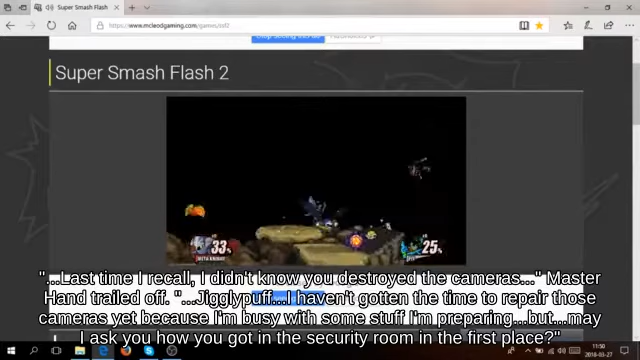 Super Smash Flash 2
https://www.mcleodgaming.com/games/ssf2
Super Smash Flash 2
33%
META KNIGHT
25%
"...Last time I recall, I didn't know you destroyed the cameras..." Master
Hand trailed off. "...Jigglypuff...I haven't gotten the time to repair those
cameras yet because I'm busy with some stuff I'm preparing...but...may
I ask you how you got in the security room in the first place?"
11:50
2018-03-27